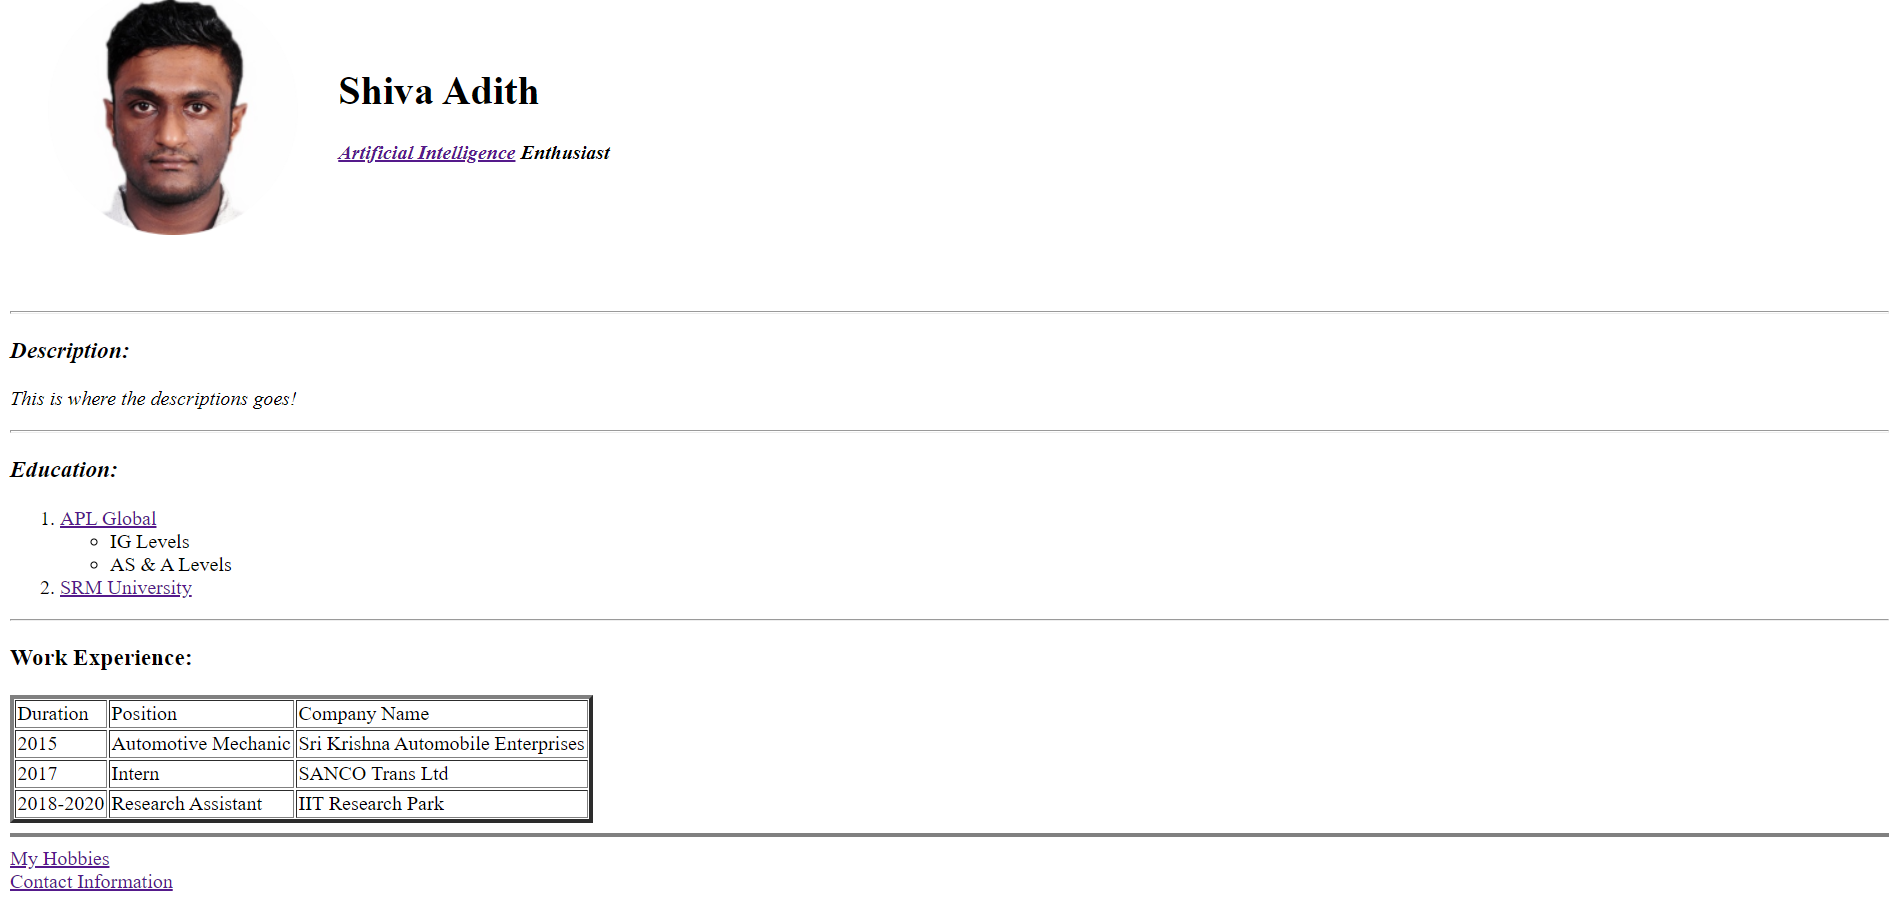 Shiva Adith
Artificial Intelligence Enthusiast
Description:
This is where the descriptions goes!
Education:
1. APL Global
IG Levels
AS & A Levels
2. SRM University
Work Experience:
Duration Position Company Name
2015 Automotive Mechanic Sri Krishna Automobile Enterprises
2017 Intern SANCO Trans Ltd
2018-2020 Research Assistant IIT Research Park
My Hobbies
Contact Information